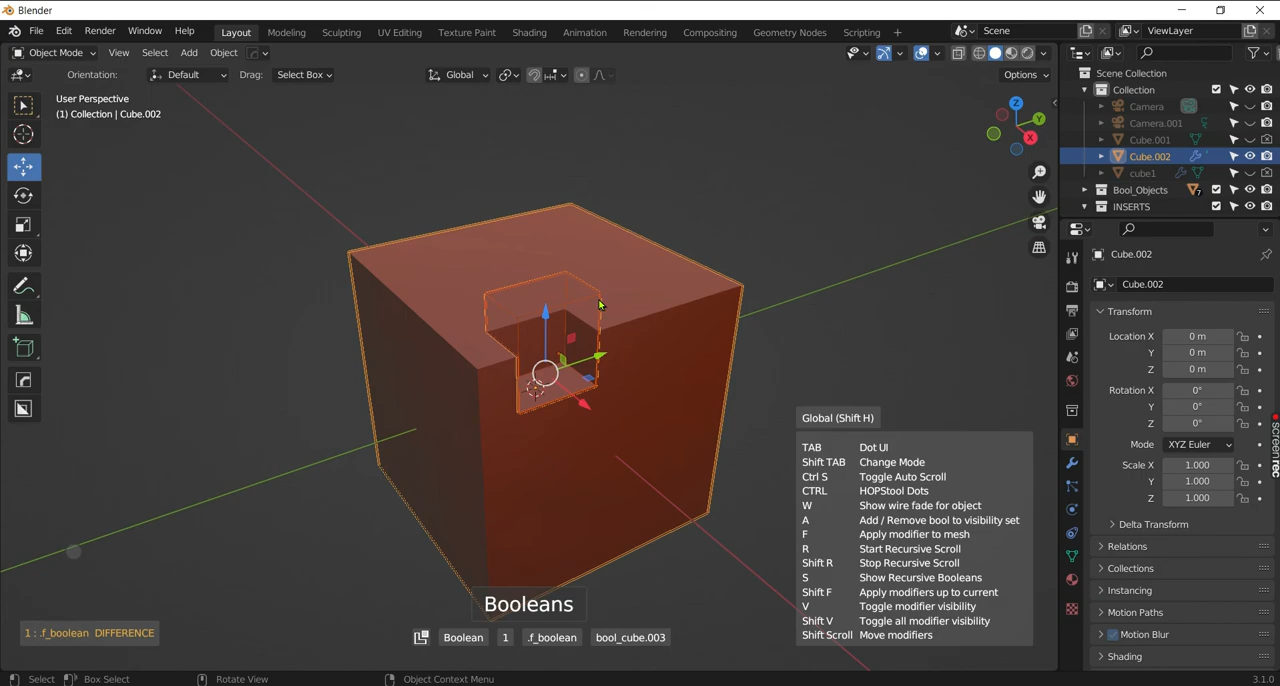 Blender
File Edit Render Window Help Layout Modeling Sculpting UV Editing Texture Paint Shading Animation Rendering Compositing Geometry Nodes Scripting + Scene ViewLayer
Object Mode View Select Add Object
Orientation: Default Drag: Select Box Global Options
User Perspective
(1) Collection | Cube.002
Z
Y
X
Scene Collection
Collection
Camera
Camera.001
Cube.001
Cube.002
cube1
Bool_Objects 7
INSERTS
Cube.002
Cube.002
Transform
Location X 0 m
Y 0 m
Z 0 m
Rotation X 0°
Y 0°
Z 0°
Mode XYZ Euler
Scale X 1.000
Y 1.000
Z 1.000
Delta Transform
Relations
Collections
Instancing
Motion Paths
Motion Blur
Shading
screenrec
Global (Shift H)
TAB Dot UI
Shift TAB Change Mode
Ctrl S Toggle Auto Scroll
CTRL HOPStool Dots
W Show wire fade for object
A Add / Remove bool to visibility set
F Apply modifier to mesh
R Start Recursive Scroll
Shift R Stop Recursive Scroll
S Show Recursive Booleans
Shift F Apply modifiers up to current
V Toggle modifier visibility
Shift V Toggle all modifier visibility
Shift Scroll Move modifiers
Booleans
1 : .f_boolean DIFFERENCE
Boolean 1 .f_boolean bool_cube.003
Select Box Select Rotate View Object Context Menu 3.1.0